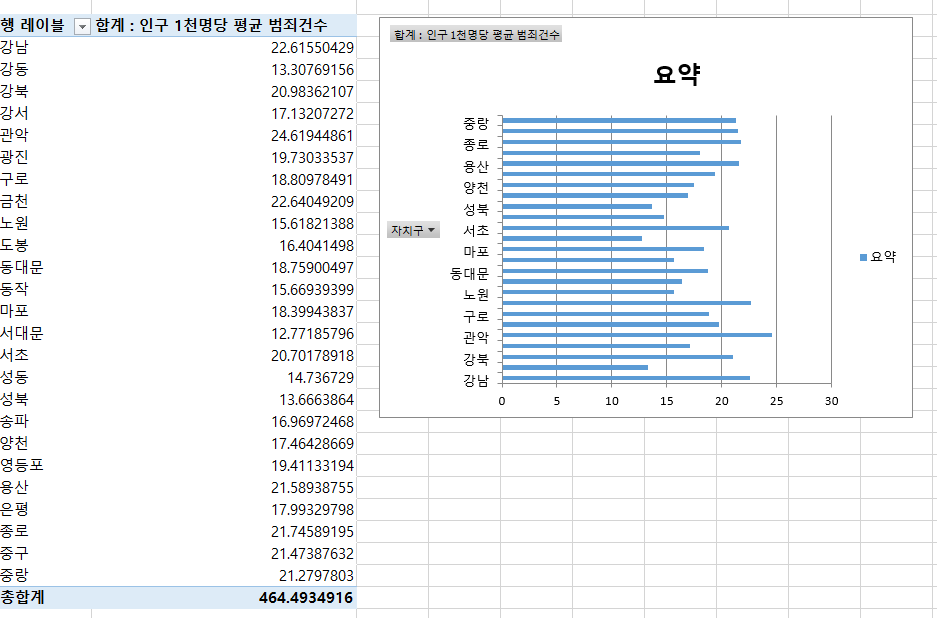 행 레이블 합계 : 인구 1천명당 평균 범죄건수
강남 22.61550429
강동 13.30769156
강북 20.98362107
강서 17.13207272
관악 24.61944861
광진 19.73033537
구로 18.80978491
금천 22.64049209
노원 15.61821388
도봉 16.4041498
동대문 18.75900497
동작 15.66939399
마포 18.39943837
서대문 12.77185796
서초 20.70178918
성동 14.736729
성북 13.6663864
송파 16.96972468
양천 17.46428669
영등포 19.41133194
용산 21.58938755
은평 17.99329798
종로 21.74589195
중구 21.47387632
중랑 21.2797803
총합계 464.4934916
합계 : 인구 1천명당 평균 범죄건수
요약
중랑
종로
용산
양천
성북
서초
자치구
마포
동대문
노원
구로
관악
강북
강남
0 5 10 15 20 25 30
요약